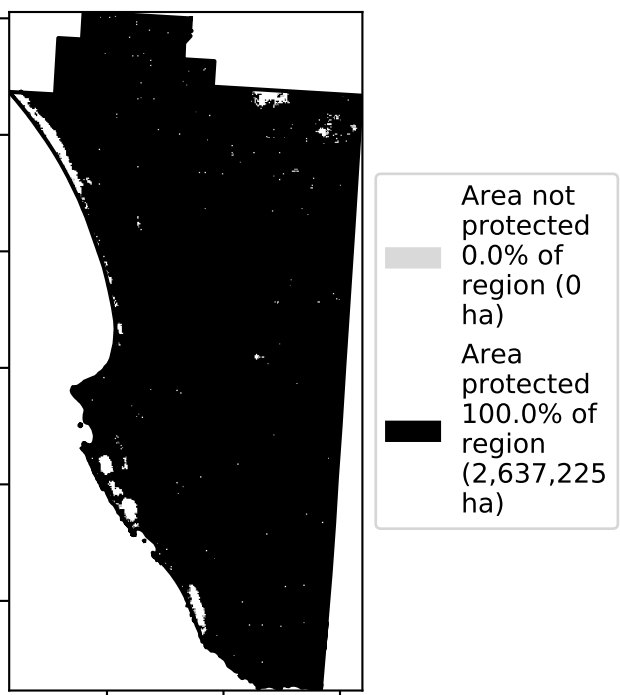 Area not
protected
0.0% of
region (0
ha)
Area
protected
100.0% of
region
(2,637,225
ha)